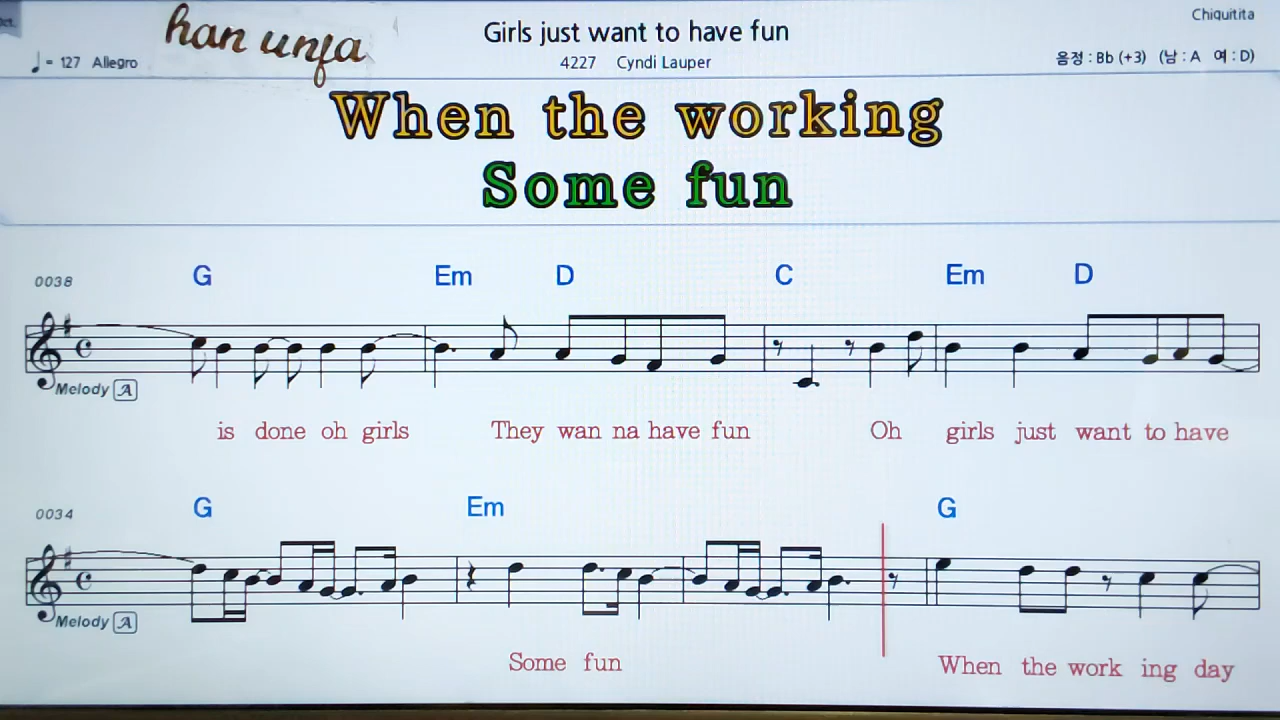 Chiquitita
han unfa
Girls just want to have fun
= 127 Allegro
4227 Cyndi Lauper
음정 : Bb (+3) (남 : A 여 : D)
When the working
Some fun
0038
G Em D C Em D
Melody A
is done oh girls They wan na have fun Oh girls just want to have
0034
G Em G
Melody A
Some fun When the work ing day